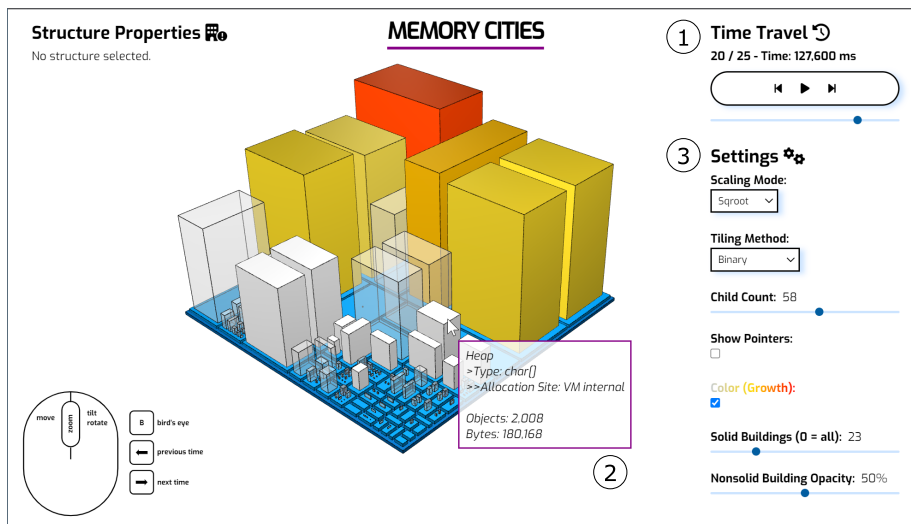 Structure Properties
No structure selected.
MEMORY CITIES
1
Time Travel
20 / 25 - Time: 127,600 ms
3
Settings
Scaling Mode:
Sqroot
Tiling Method:
Binary
Child Count: 58
Show Pointers:
Color (Growth):
Solid Buildings (0 = all): 23
Nonsolid Building Opacity: 50%
Heap
>Type: char[]
>>Allocation Site: VM internal
Objects: 2,008
Bytes: 180,168
2
move
zoom
tilt
rotate
B
bird's eye
previous time
next time